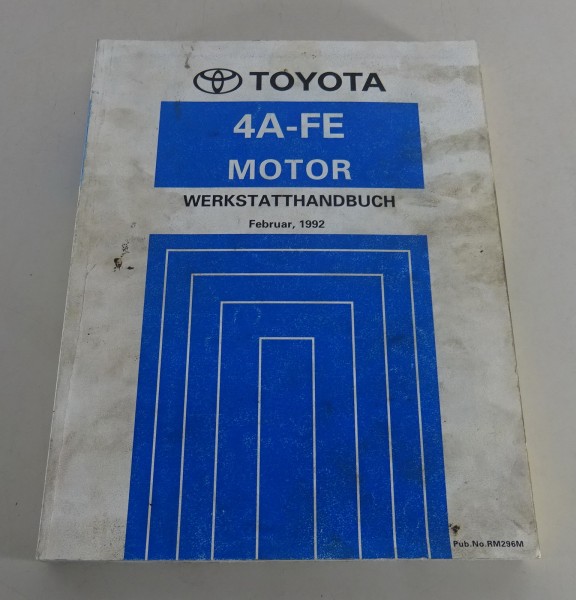 TOYOTA
4A-FE
MOTOR
WERKSTATTHANDBUCH
Februar, 1992
Pub.No.RM296M